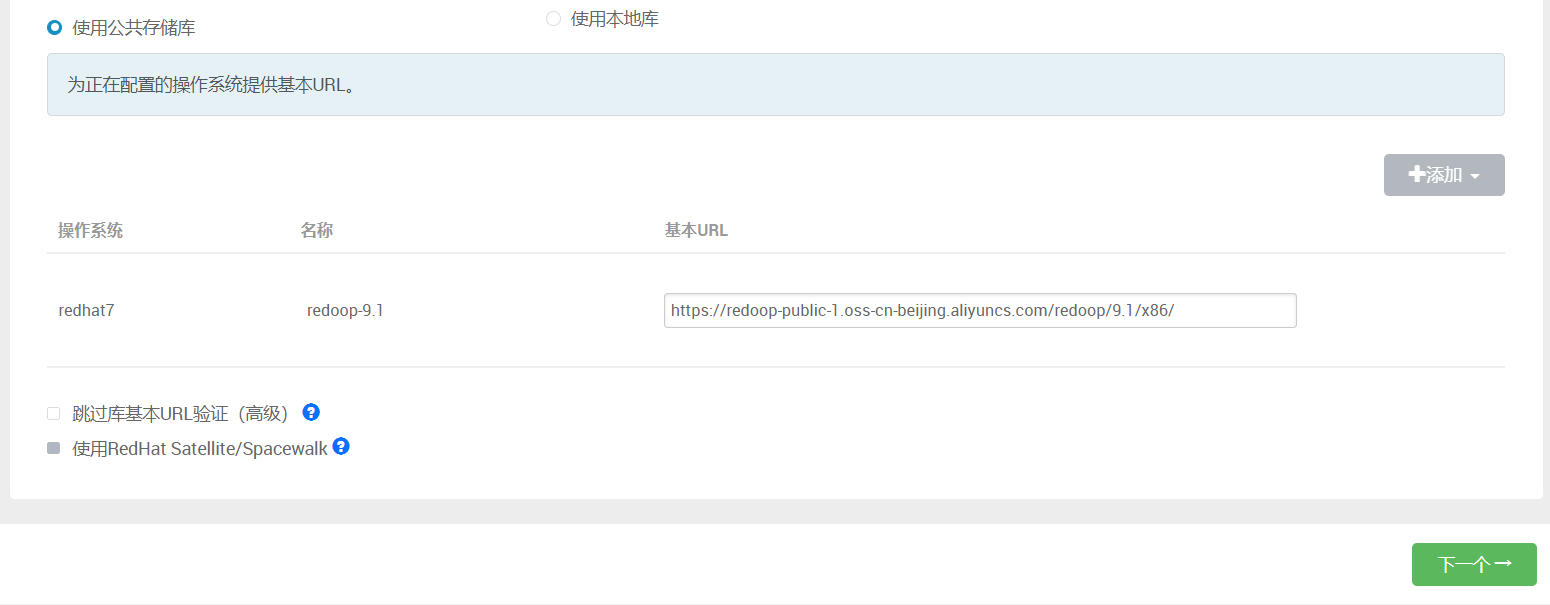 使用公共存储库
使用本地库
为正在配置的操作系统提供基本URL。
添加
操作系统 名称 基本URL
redhat7 redoop-9.1 https://redoop-public-1.oss-cn-beijing.aliyuncs.com/redoop/9.1/x86/
跳过库基本URL验证（高级）
使用RedHat Satellite/Spacewalk
下一个→